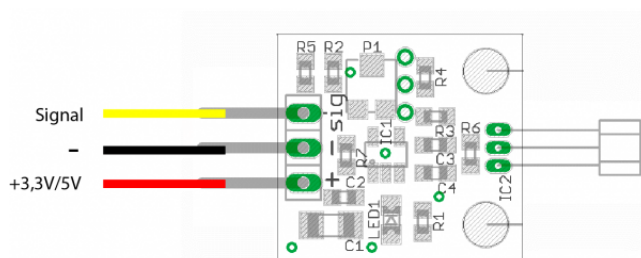 Signal
–
+3,3V/5V
R5
R2
P1
R4
-sig
-
+
IC1
R3
R6
R7
C3
C2
C4
IC2
LED1
R1
C1